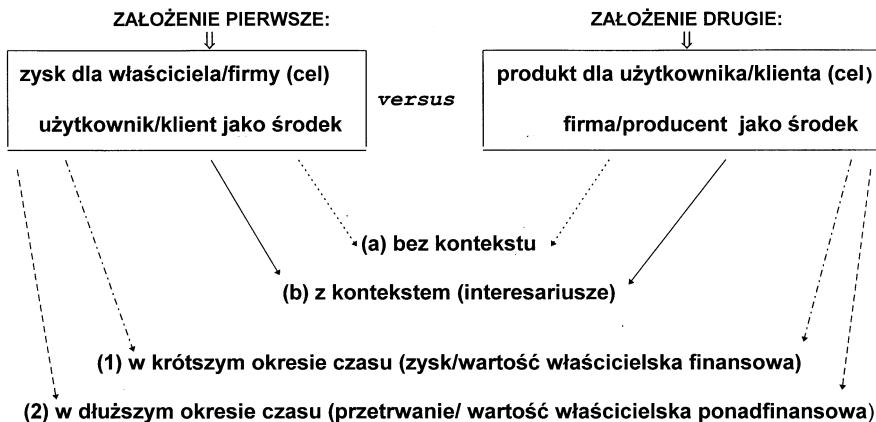 ZAŁOŻENIE PIERWSZE:
zysk dla właściciela/firmy (cel)
użytkownik/klient jako środek
versus
ZAŁOŻENIE DRUGIE:
produkt dla użytkownika/klienta (cel)
firma/producent jako środek
(a) bez kontekstu
(b) z kontekstem (interesariusze)
(1) w krótszym okresie czasu (zysk/wartość właścicielska finansowa)
(2) w dłuższym okresie czasu (przetrwanie/ wartość właścicielska ponadfinansowa)